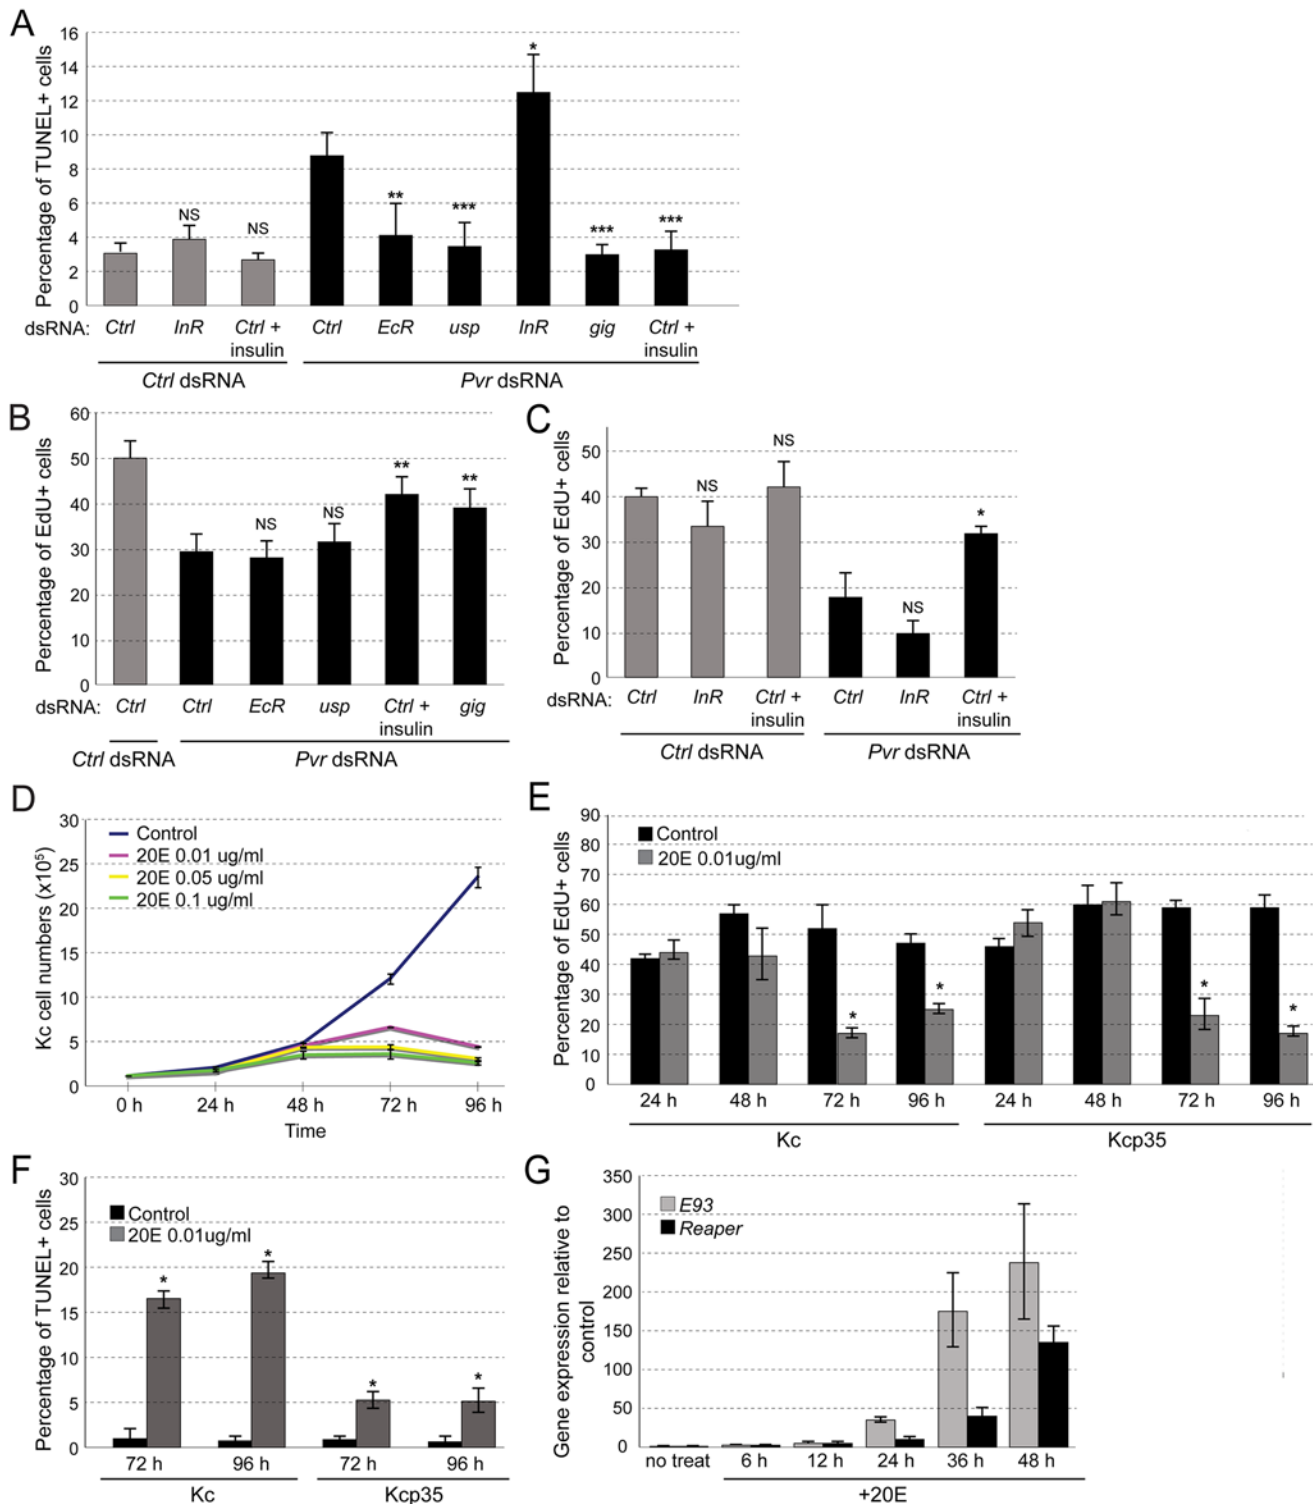 A
Percentage of TUNEL+ cells
16
14
12
10
8
6
4
2
0
NS
NS
**
***
*
***
***
dsRNA: Ctrl InR Ctrl + insulin Ctrl EcR usp InR gig Ctrl + insulin
Ctrl dsRNA Pvr dsRNA
B
Percentage of EdU+ cells
60
50
40
30
20
10
0
NS
NS
**
**
dsRNA: Ctrl Ctrl EcR usp Ctrl + insulin gig
Ctrl dsRNA Pvr dsRNA
C
Percentage of EdU+ cells
50
40
30
20
10
0
NS
NS
NS
*
dsRNA: Ctrl InR Ctrl + insulin Ctrl InR Ctrl + insulin
Ctrl dsRNA Pvr dsRNA
D
Kc cell numbers (x10⁵)
30
25
20
15
10
5
0
Control
20E 0.01 ug/ml
20E 0.05 ug/ml
20E 0.1 ug/ml
0 h 24 h 48 h 72 h 96 h
Time
E
Percentage of EdU+ cells
90
80
70
60
50
40
30
20
10
0
Control
20E 0.01ug/ml
*
*
*
*
24 h 48 h 72 h 96 h 24 h 48 h 72 h 96 h
Kc Kcp35
F
Percentage of TUNEL+ cells
30
25
20
15
10
5
0
Control
20E 0.01ug/ml
*
*
*
*
72 h 96 h 72 h 96 h
Kc Kcp35
G
Gene expression relative to
control
350
300
250
200
150
100
50
0
E93
Reaper
no treat 6 h 12 h 24 h 36 h 48 h
+20E